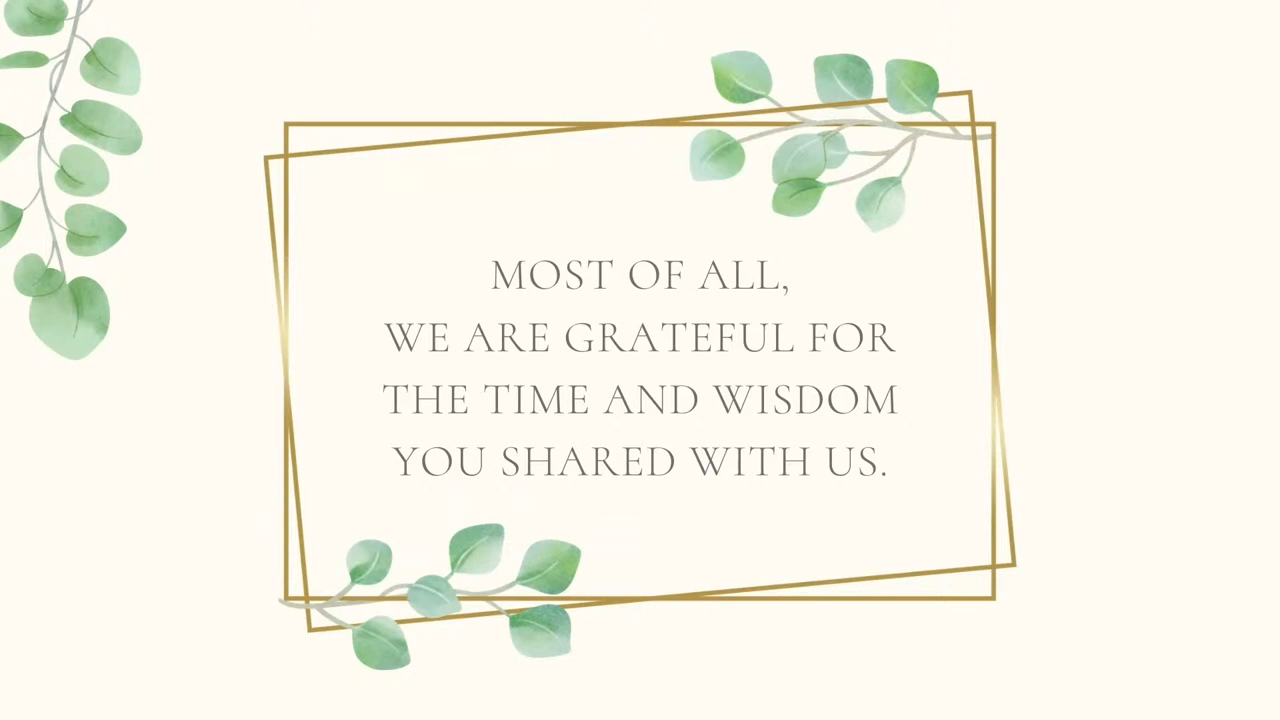 MOST OF ALL,
WE ARE GRATEFUL FOR
THE TIME AND WISDOM
YOU SHARED WITH US.